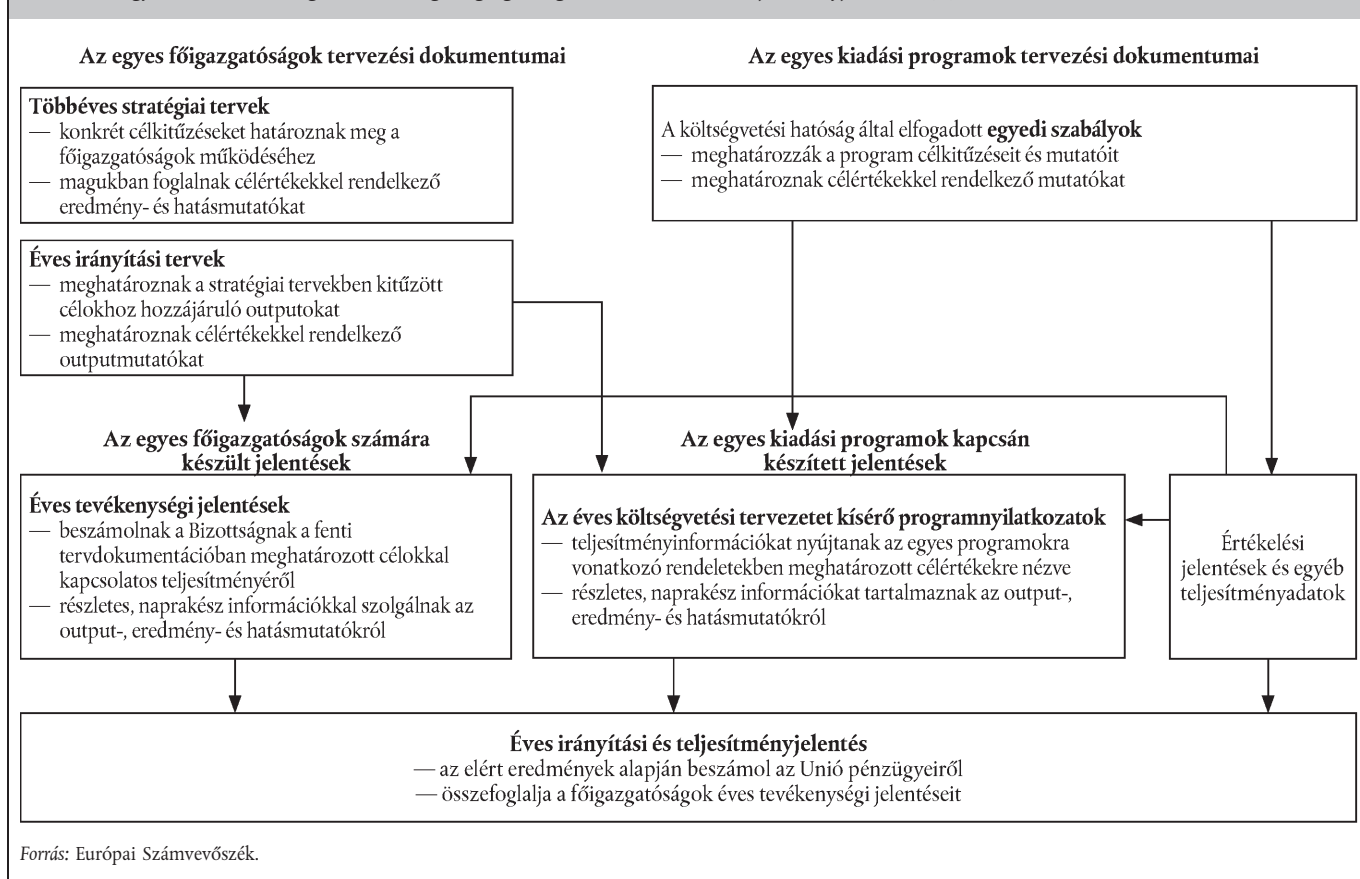 Az egyes főigazgatóságok tervezési dokumentumai
Többéves stratégiai tervek
— konkrét célkitűzéseket határoznak meg a
főigazgatóságok működéséhez
— magukban foglalnak célértékekkel rendelkező
eredmény- és hatásmutatókat
Éves irányítási tervek
— meghatároznak a stratégiai tervekben kitűzött
célokhoz hozzájáruló outputokat
— meghatároznak célértékekkel rendelkező
outputmutatókat
Az egyes kiadási programok tervezési dokumentumai
A költségvetési hatóság által elfogadott egyedi szabályok
— meghatározzák a program célkitűzéseit és mutatóit
— meghatároznak célértékekkel rendelkező mutatókat
Az egyes főigazgatóságok számára
készült jelentések
Éves tevékenységi jelentések
— beszámolnak a Bizottságnak a fenti
tervdokumentációban meghatározott célokkal
kapcsolatos teljesítményéről
— részletes, naprakész információkkal szolgálnak az
output-, eredmény- és hatásmutatókról
Az egyes kiadási programok kapcsán
készített jelentések
Az éves költségvetési tervezetet kísérő programnyilatkozatok
— teljesítményinformációkat nyújtanak az egyes programokra
vonatkozó rendeletekben meghatározott célértékekre nézve
— részletes, naprakész információkat tartalmaznak az output-,
eredmény- és hatásmutatókról
Értékelési
jelentések és egyéb
teljesítményadatok
Éves irányítási és teljesítményjelentés
— az elért eredmények alapján beszámol az Unió pénzügyeiről
— összefoglalja a főigazgatóságok éves tevékenységi jelentéseit
Forrás: Európai Számvevőszék.